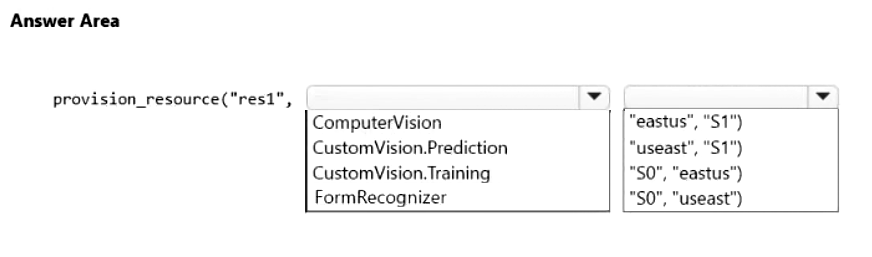 Answer Area
provision_resource("res1",
ComputerVision
CustomVision.Prediction
CustomVision.Training
FormRecognizer
"eastus", "S1")
"useast", "S1")
"S0", "eastus")
"S0", "useast")